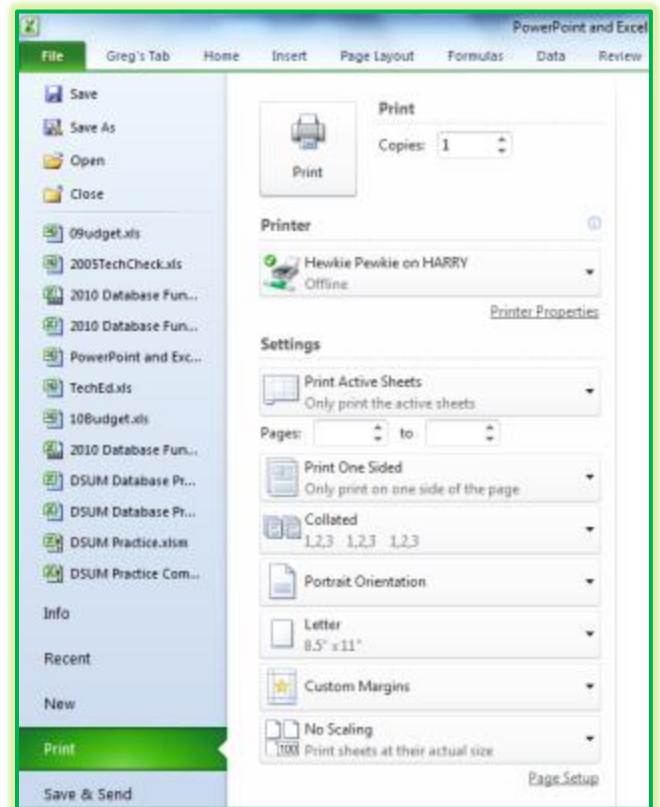 PowerPoint and Excel
File Greg's Tab Home Insert Page Layout Formulas Data Review
Save
Save As
Open
Close
09udget.xls
2005TechCheck.xls
2010 Database Fun...
2010 Database Fun...
PowerPoint and Exc...
TechEd.xls
10Budget.xls
2010 Database Fun...
DSUM Database Pr...
DSUM Database Pr...
DSUM Practice.xlsm
DSUM Practice Com...
Info
Recent
New
Print
Save & Send
Print
Print
Copies: 1
Printer
Hewkie Pewkie on HARRY
Offline
Printer Properties
Settings
Print Active Sheets
Only print the active sheets
Pages: to
Print One Sided
Only print on one side of the page
Collated
1,2,3 1,2,3 1,2,3
Portrait Orientation
Letter
8.5" x 11"
Custom Margins
No Scaling
100 Print sheets at their actual size
Page Setup